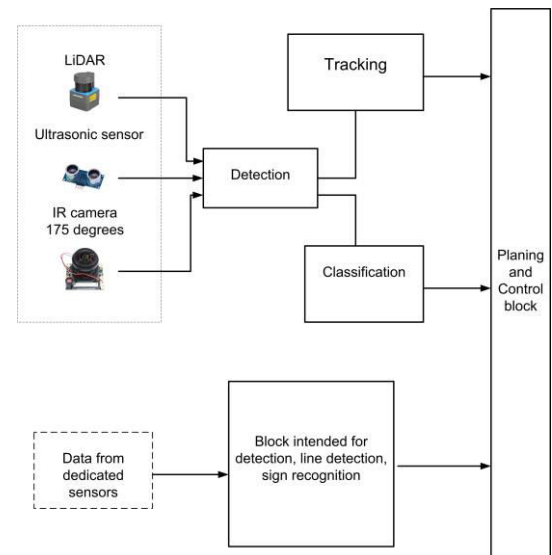 LiDAR
Ultrasonic sensor
IR camera
175 degrees
Detection
Tracking
Classification
Planing
and
Control
block
Data from
dedicated
sensors
Block intended for
detection, line detection,
sign recognition